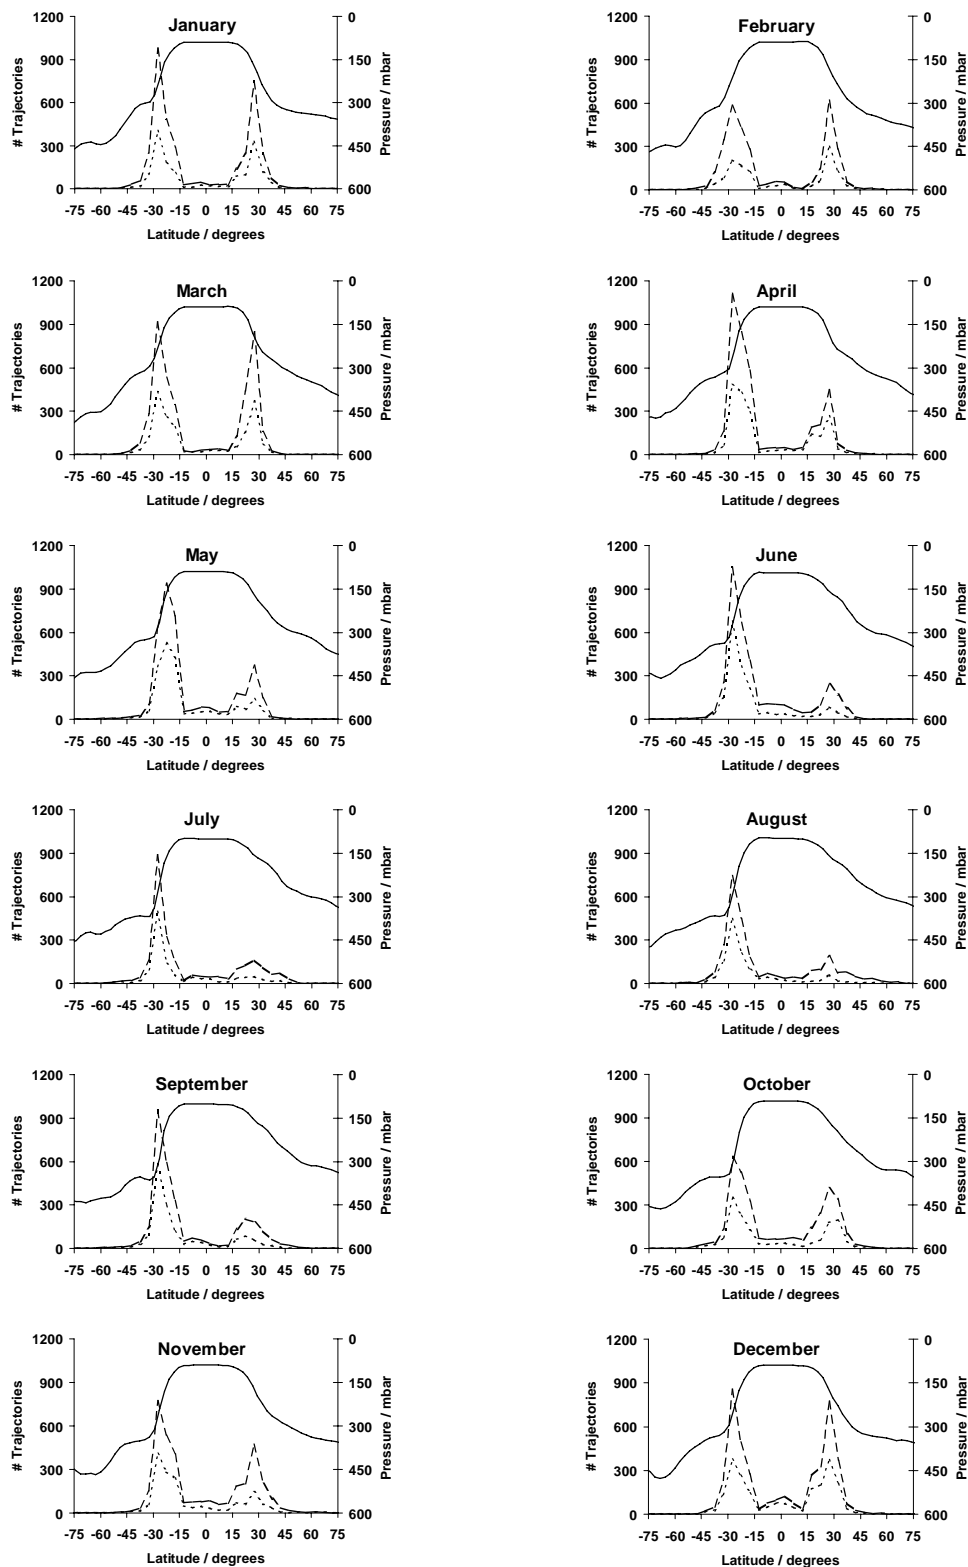 January
1200 900 600 300 0
# Trajectories
0 150 300 450 600
Pressure / mbar
-75 -60 -45 -30 -15 0 15 30 45 60 75
Latitude / degrees
February
1200 900 600 300 0
# Trajectories
0 150 300 450 600
Pressure / mbar
-75 -60 -45 -30 -15 0 15 30 45 60 75
Latitude / degrees
March
1200 900 600 300 0
# Trajectories
0 150 300 450 600
Pressure / mbar
-75 -60 -45 -30 -15 0 15 30 45 60 75
Latitude / degrees
April
1200 900 600 300 0
# Trajectories
0 150 300 450 600
Pressure / mbar
-75 -60 -45 -30 -15 0 15 30 45 60 75
Latitude / degrees
May
1200 900 600 300 0
# Trajectories
0 150 300 450 600
Pressure / mbar
-75 -60 -45 -30 -15 0 15 30 45 60 75
Latitude / degrees
June
1200 900 600 300 0
# Trajectories
0 150 300 450 600
Pressure / mbar
-75 -60 -45 -30 -15 0 15 30 45 60 75
Latitude / degrees
July
1200 900 600 300 0
# Trajectories
0 150 300 450 600
Pressure / mbar
-75 -60 -45 -30 -15 0 15 30 45 60 75
Latitude / degrees
August
1200 900 600 300 0
# Trajectories
0 150 300 450 600
Pressure / mbar
-75 -60 -45 -30 -15 0 15 30 45 60 75
Latitude / degrees
September
1200 900 600 300 0
# Trajectories
0 150 300 450 600
Pressure / mbar
-75 -60 -45 -30 -15 0 15 30 45 60 75
Latitude / degrees
October
1200 900 600 300 0
# Trajectories
0 150 300 450 600
Pressure / mbar
-75 -60 -45 -30 -15 0 15 30 45 60 75
Latitude / degrees
November
1200 900 600 300 0
# Trajectories
0 150 300 450 600
Pressure / mbar
-75 -60 -45 -30 -15 0 15 30 45 60 75
Latitude / degrees
December
1200 900 600 300 0
# Trajectories
0 150 300 450 600
Pressure / mbar
-75 -60 -45 -30 -15 0 15 30 45 60 75
Latitude / degrees